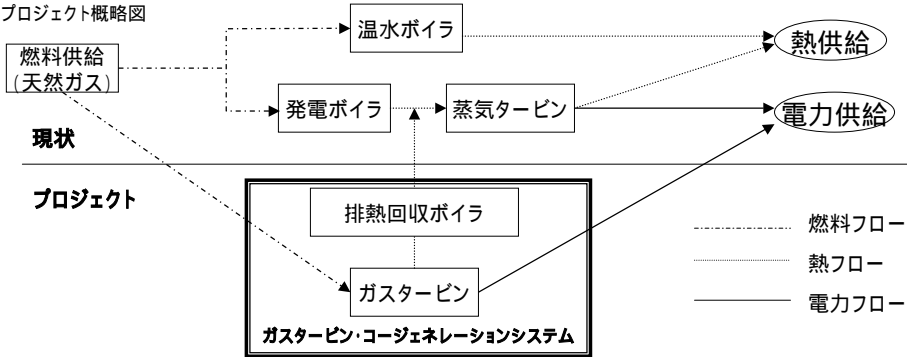 プロジェクト概略図
温水ボイラ
熱供給
燃料供給
(天然ガス)
発電ボイラ
蒸気タービン
電力供給
現状
プロジェクト
排熱回収ボイラ
燃料フロー
熱フロー
ガスタービン
電力フロー
ガスタービン・コージェネレーションシステム